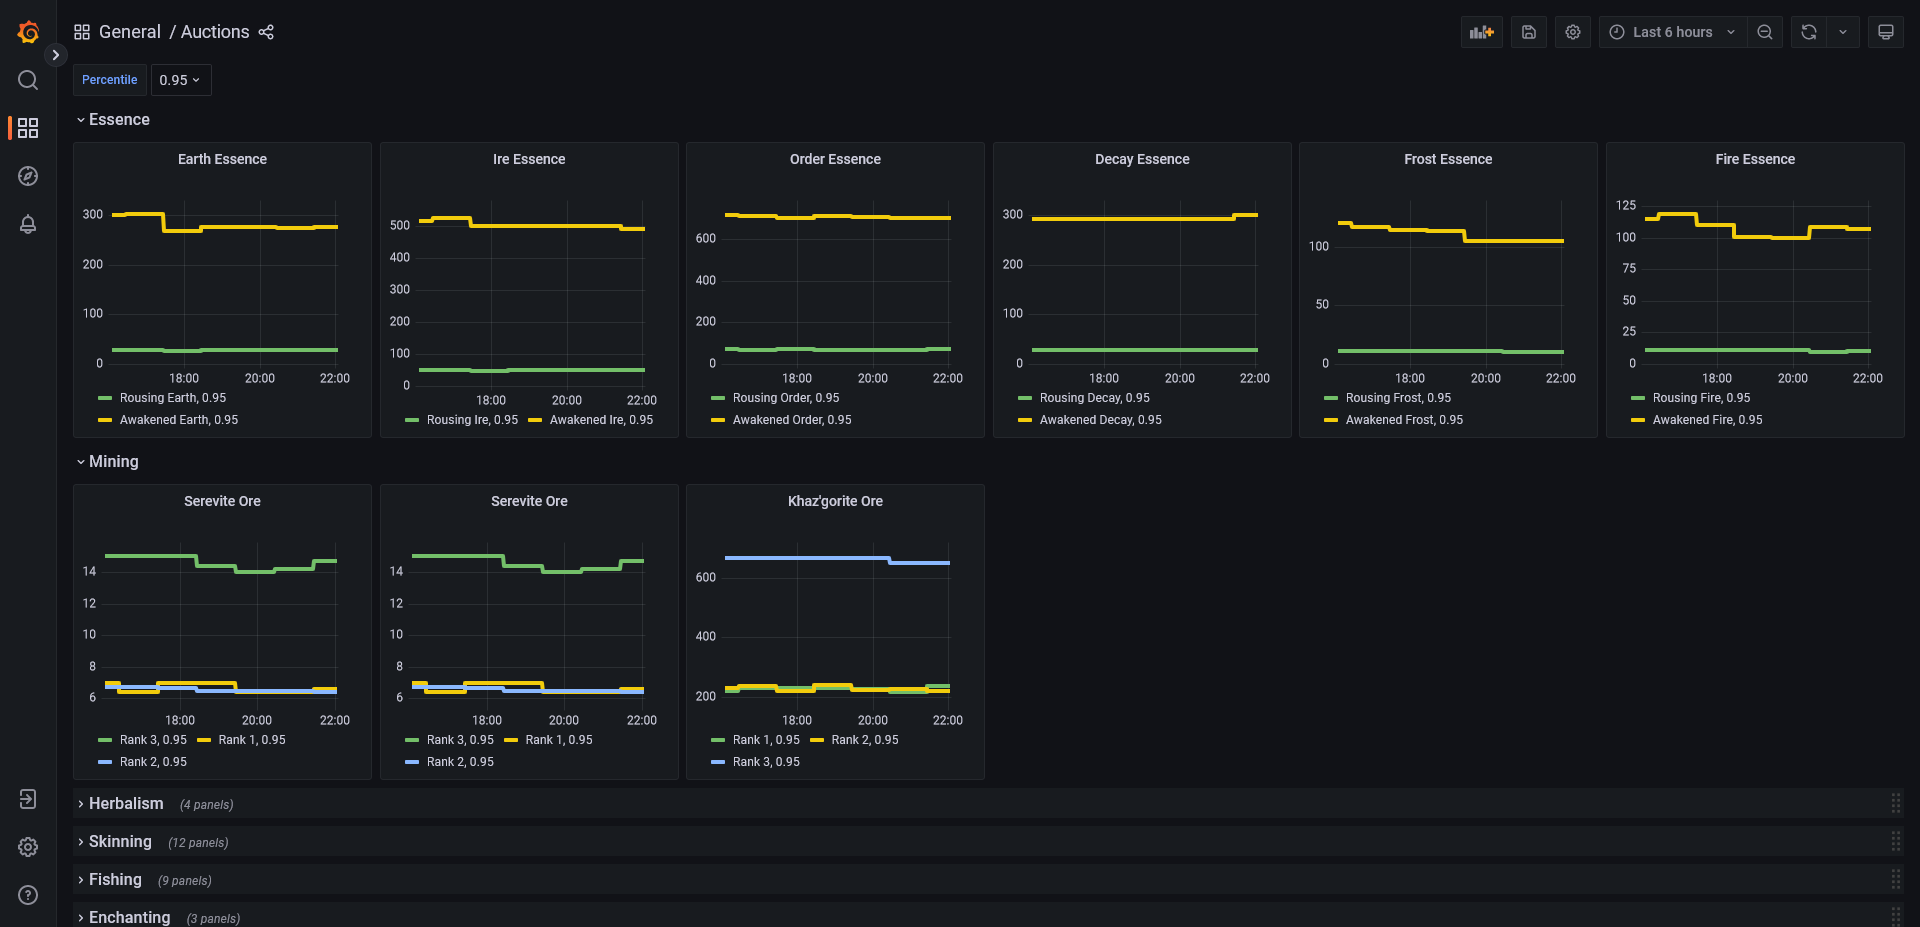 General / Auctions
Last 6 hours
Percentile 0.95
Essence
Earth Essence
300
200
100
0
18:00 20:00 22:00
Rousing Earth, 0.95
Awakened Earth, 0.95
Ire Essence
500
400
300
200
100
0
18:00 20:00 22:00
Rousing Ire, 0.95 Awakened Ire, 0.95
Order Essence
600
400
200
0
18:00 20:00 22:00
Rousing Order, 0.95
Awakened Order, 0.95
Decay Essence
300
200
100
0
18:00 20:00 22:00
Rousing Decay, 0.95
Awakened Decay, 0.95
Frost Essence
100
50
0
18:00 20:00 22:00
Rousing Frost, 0.95
Awakened Frost, 0.95
Fire Essence
125
100
75
50
25
0
18:00 20:00 22:00
Rousing Fire, 0.95
Awakened Fire, 0.95
Mining
Serevite Ore
14
12
10
8
6
18:00 20:00 22:00
Rank 3, 0.95 Rank 1, 0.95
Rank 2, 0.95
Serevite Ore
14
12
10
8
6
18:00 20:00 22:00
Rank 3, 0.95 Rank 1, 0.95
Rank 2, 0.95
Khaz'gorite Ore
600
400
200
18:00 20:00 22:00
Rank 1, 0.95 Rank 2, 0.95
Rank 3, 0.95
Herbalism (4 panels)
Skinning (12 panels)
Fishing (9 panels)
Enchanting (3 panels)